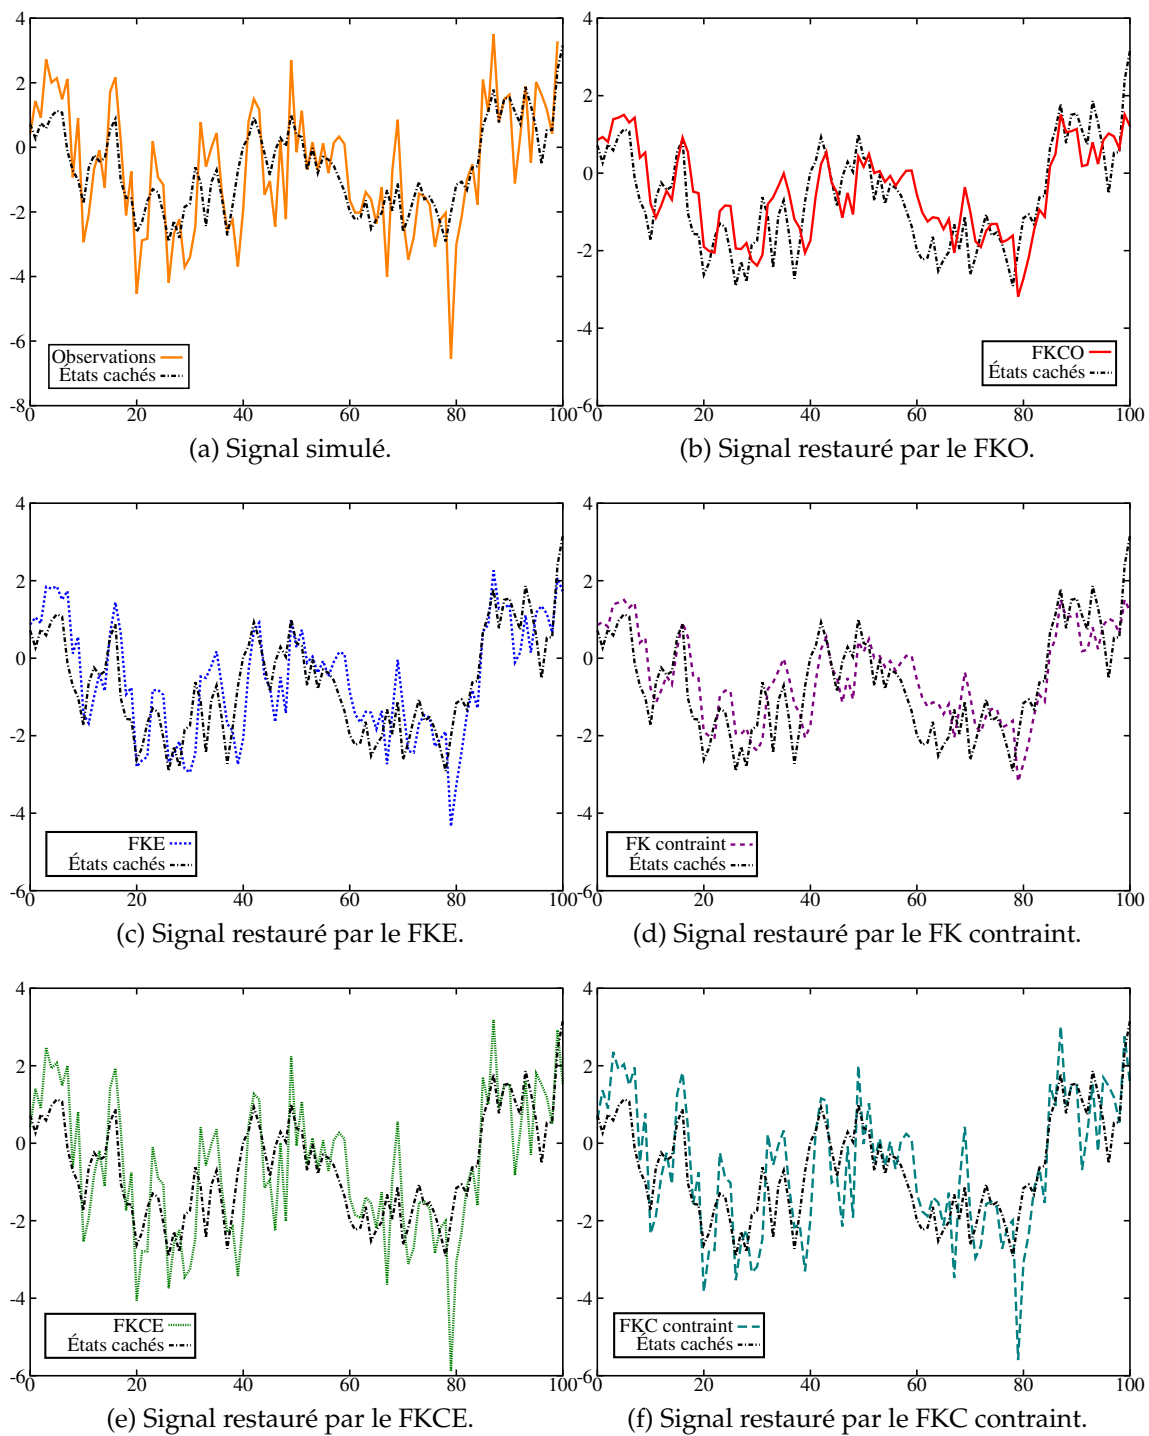 4
2
0
-2
-4
-6
-8
0 20 40 60 80 100
Observations
États cachés
(a) Signal simulé.
4
2
0
-2
-4
-6
0 20 40 60 80 100
FKCO
États cachés
(b) Signal restauré par le FKO.
4
2
0
-2
-4
-6
0 20 40 60 80 100
FKE
États cachés
(c) Signal restauré par le FKE.
4
2
0
-2
-4
-6
0 20 40 60 80 100
FK contraint
États cachés
(d) Signal restauré par le FK contraint.
4
2
0
-2
-4
-6
0 20 40 60 80 100
FKCE
États cachés
(e) Signal restauré par le FKCE.
4
2
0
-2
-4
-6
0 20 40 60 80 100
FKC contraint
États cachés
(f) Signal restauré par le FKC contraint.